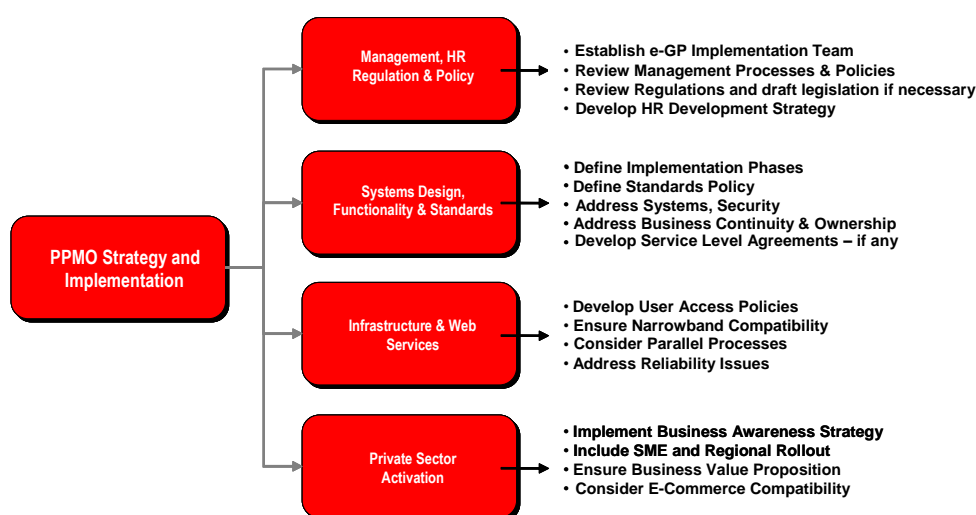 PPMO Strategy and
Implementation
Management, HR
Regulation & Policy
• Establish e-GP Implementation Team
• Review Management Processes & Policies
• Review Regulations and draft legislation if necessary
• Develop HR Development Strategy
Systems Design,
Functionality & Standards
• Define Implementation Phases
• Define Standards Policy
• Address Systems, Security
• Address Business Continuity & Ownership
• Develop Service Level Agreements – if any
Infrastructure & Web
Services
• Develop User Access Policies
• Ensure Narrowband Compatibility
• Consider Parallel Processes
• Address Reliability Issues
Private Sector
Activation
• Implement Business Awareness Strategy
• Include SME and Regional Rollout
• Ensure Business Value Proposition
• Consider E-Commerce Compatibility